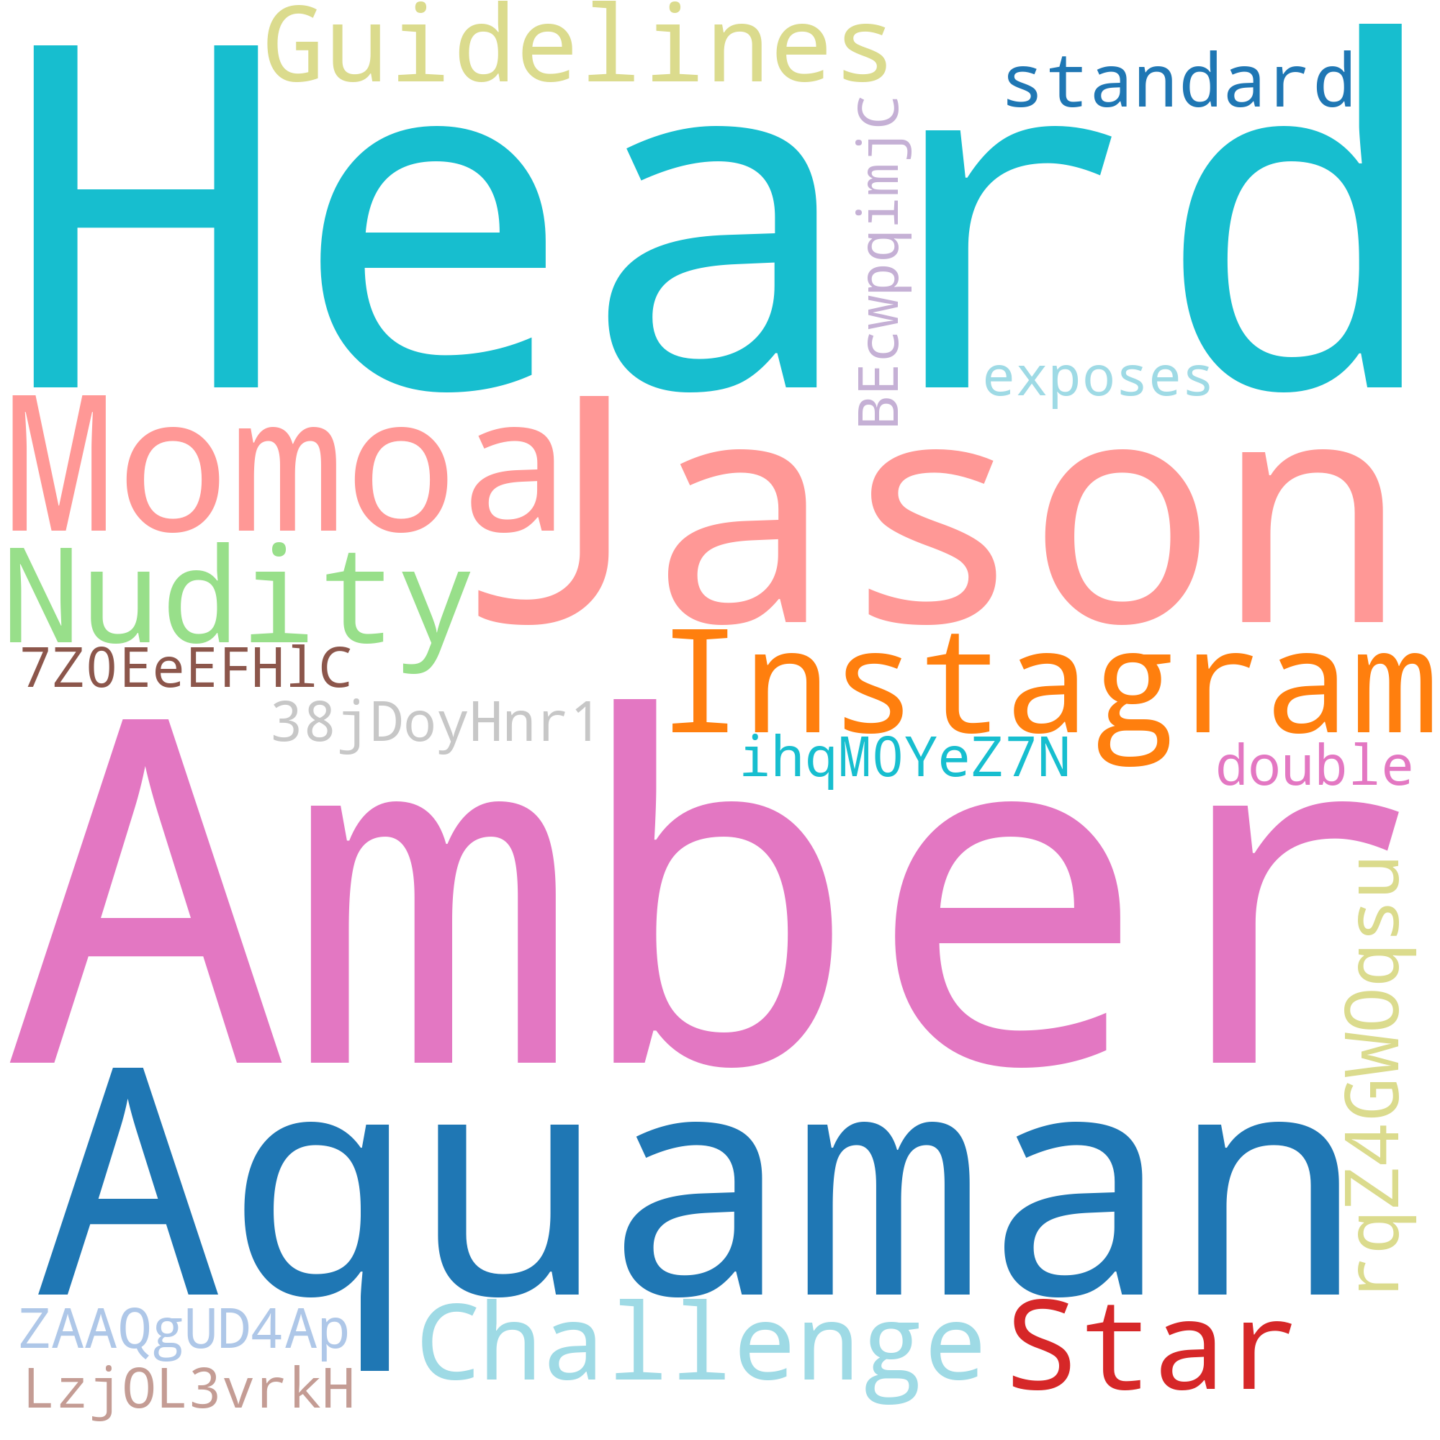 Guidelines
standard
Heard
BEcwpqimjC
exposes
Momoa
Jason
Nudity
Instagram
7Z0EeEFHlC
38jDoyHnr1
ihqM0YeZ7N
double
Amber
rqZ4GWOqsu
Aquaman
ZAAQgUD4Ap
Challenge
Star
LzjOL3vrkH